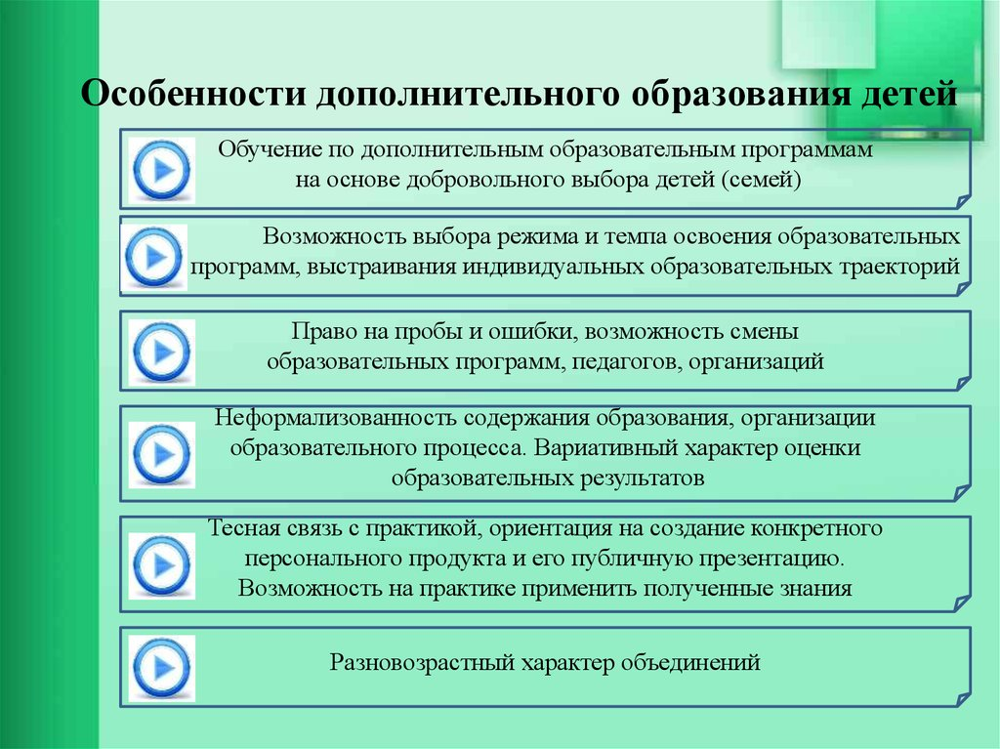 Особенности дополнительного образования детей
Обучение по дополнительным образовательным программам
на основе добровольного выбора детей (семей)
Возможность выбора режима и темпа освоения образовательных
программ, выстраивания индивидуальных образовательных траекторий
Право на пробы и ошибки, возможность смены
образовательных программ, педагогов, организаций
Неформализованность содержания образования, организации
образовательного процесса. Вариативный характер оценки
образовательных результатов
Тесная связь с практикой, ориентация на создание конкретного
персонального продукта и его публичную презентацию.
Возможность на практике применить полученные знания
Разновозрастный характер объединений